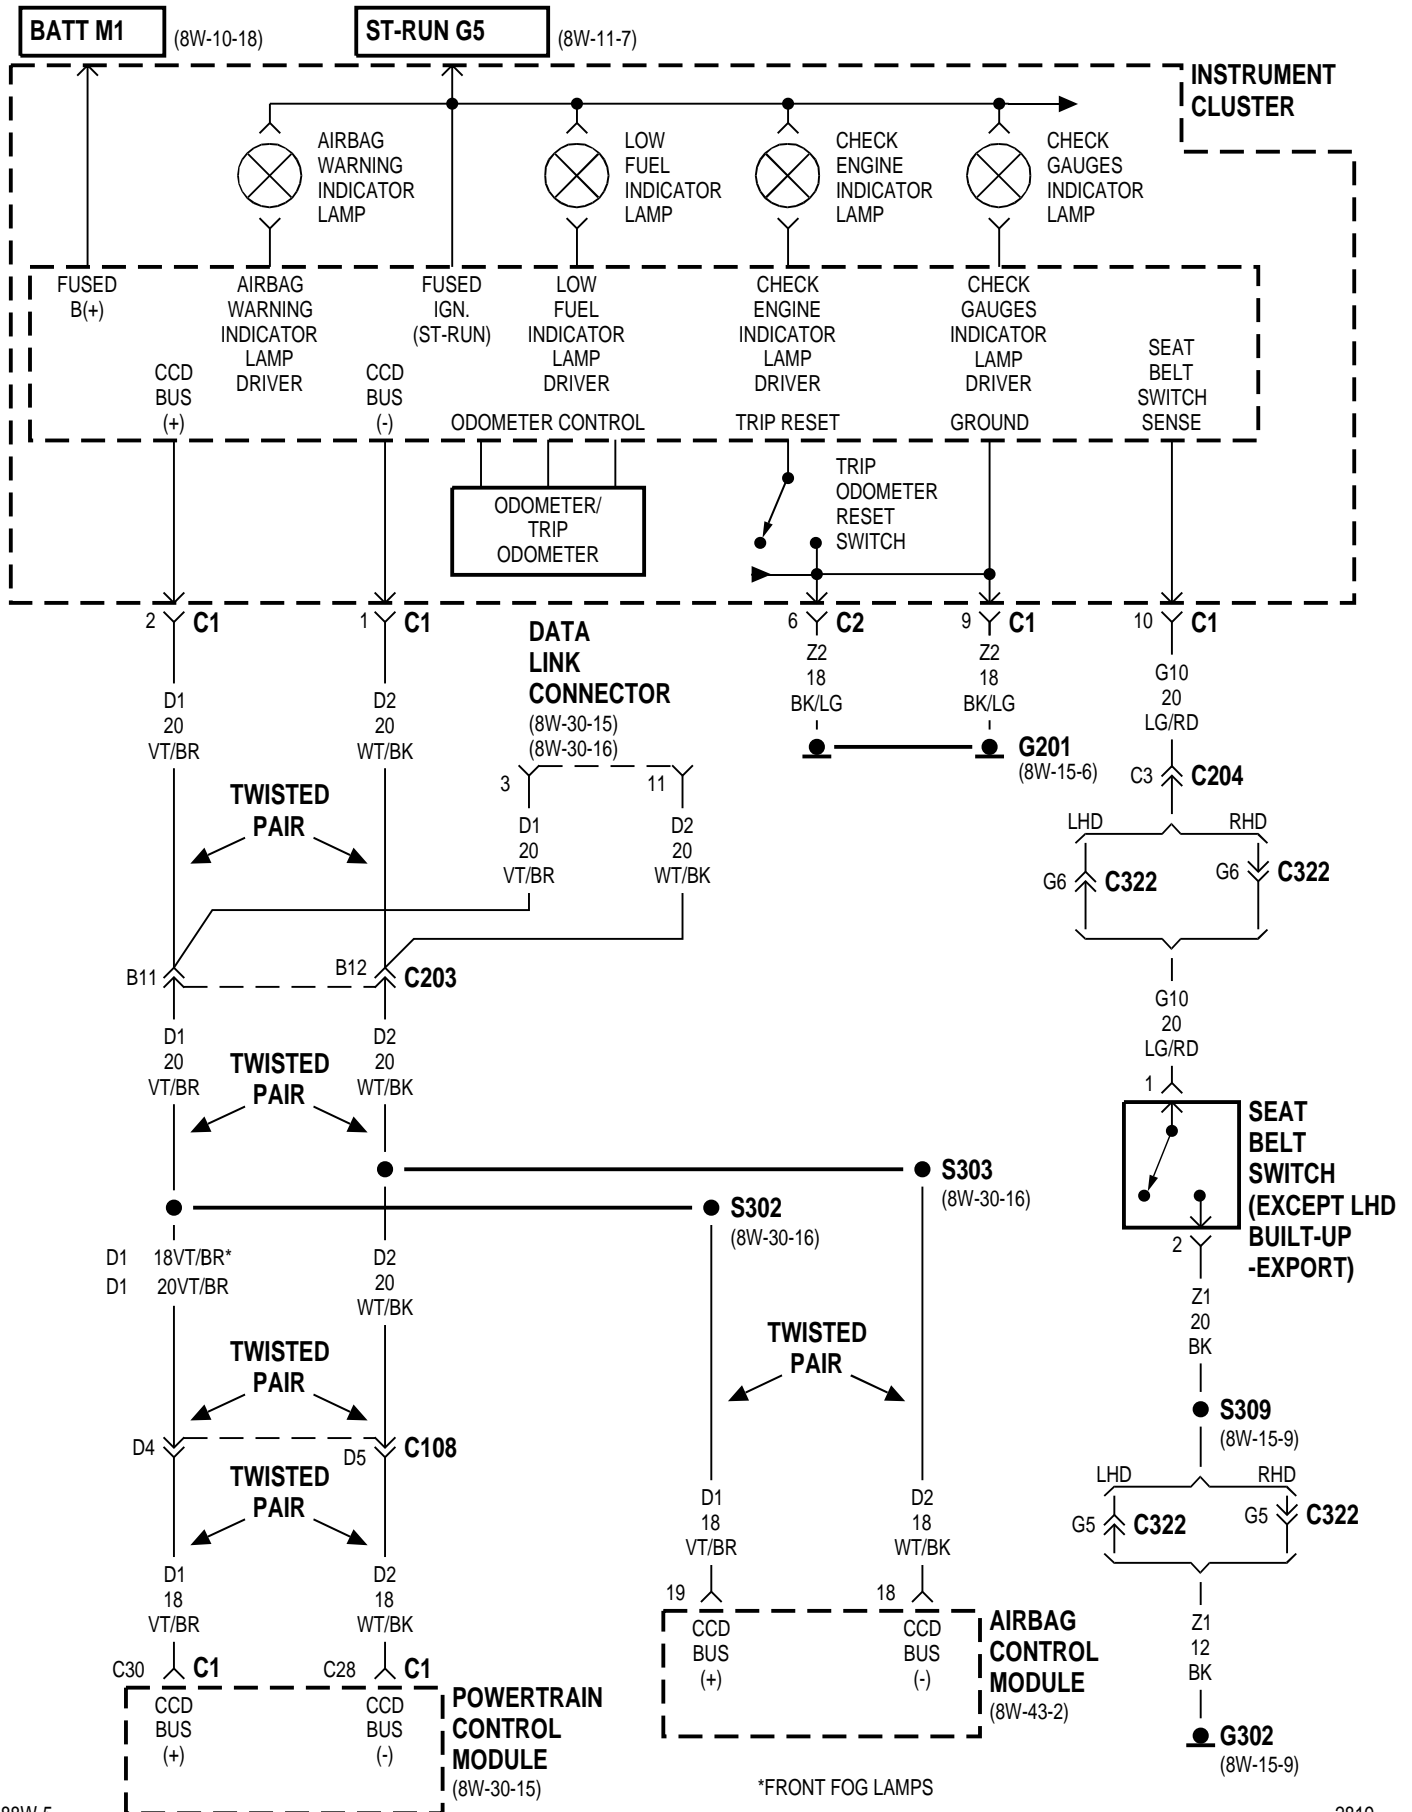 BATT M1
(8W-10-18)
ST-RUN G5
(8W-11-7)
INSTRUMENT
CLUSTER
AIRBAG
WARNING
INDICATOR
LAMP
LOW
FUEL
INDICATOR
LAMP
CHECK
ENGINE
INDICATOR
LAMP
CHECK
GAUGES
INDICATOR
LAMP
FUSED
B(+)
AIRBAG
WARNING
INDICATOR
LAMP
DRIVER
FUSED
IGN.
(ST-RUN)
LOW
FUEL
INDICATOR
LAMP
DRIVER
CHECK
ENGINE
INDICATOR
LAMP
DRIVER
CHECK
GAUGES
INDICATOR
LAMP
DRIVER
SEAT
BELT
SWITCH
SENSE
CCD
BUS
(+)
CCD
BUS
(-)
ODOMETER CONTROL
TRIP RESET
GROUND
ODOMETER/
TRIP
ODOMETER
TRIP
ODOMETER
RESET
SWITCH
2 C1
1 C1
6 C2
9 C1
10 C1
DATA
LINK
CONNECTOR
(8W-30-15)
(8W-30-16)
D1
20
VT/BR
D2
20
WT/BK
Z2
18
BK/LG
Z2
18
BK/LG
G10
20
LG/RD
G201
(8W-15-6)
3
11
C3 C204
TWISTED
PAIR
D1
20
VT/BR
D2
20
WT/BK
LHD
RHD
G6 C322
G6 C322
B11
B12 C203
G10
20
LG/RD
D1
20
VT/BR
TWISTED
PAIR
D2
20
WT/BK
1
SEAT
BELT
SWITCH
(EXCEPT LHD
BUILT-UP
-EXPORT)
2
S303
(8W-30-16)
S302
(8W-30-16)
D1 18VT/BR*
D1 20VT/BR
D2
20
WT/BK
Z1
20
BK
TWISTED
PAIR
TWISTED
PAIR
S309
(8W-15-9)
D4
D5 C108
LHD
RHD
G5 C322
G5 C322
TWISTED
PAIR
D1
18
VT/BR
D2
18
WT/BK
D1
18
VT/BR
D2
18
WT/BK
19
18
Z1
12
BK
C30 C1
C28 C1
CCD
BUS
(+)
CCD
BUS
(-)
AIRBAG
CONTROL
MODULE
(8W-43-2)
CCD
BUS
(+)
CCD
BUS
(-)
POWERTRAIN
CONTROL
MODULE
(8W-30-15)
G302
(8W-15-9)
*FRONT FOG LAMPS